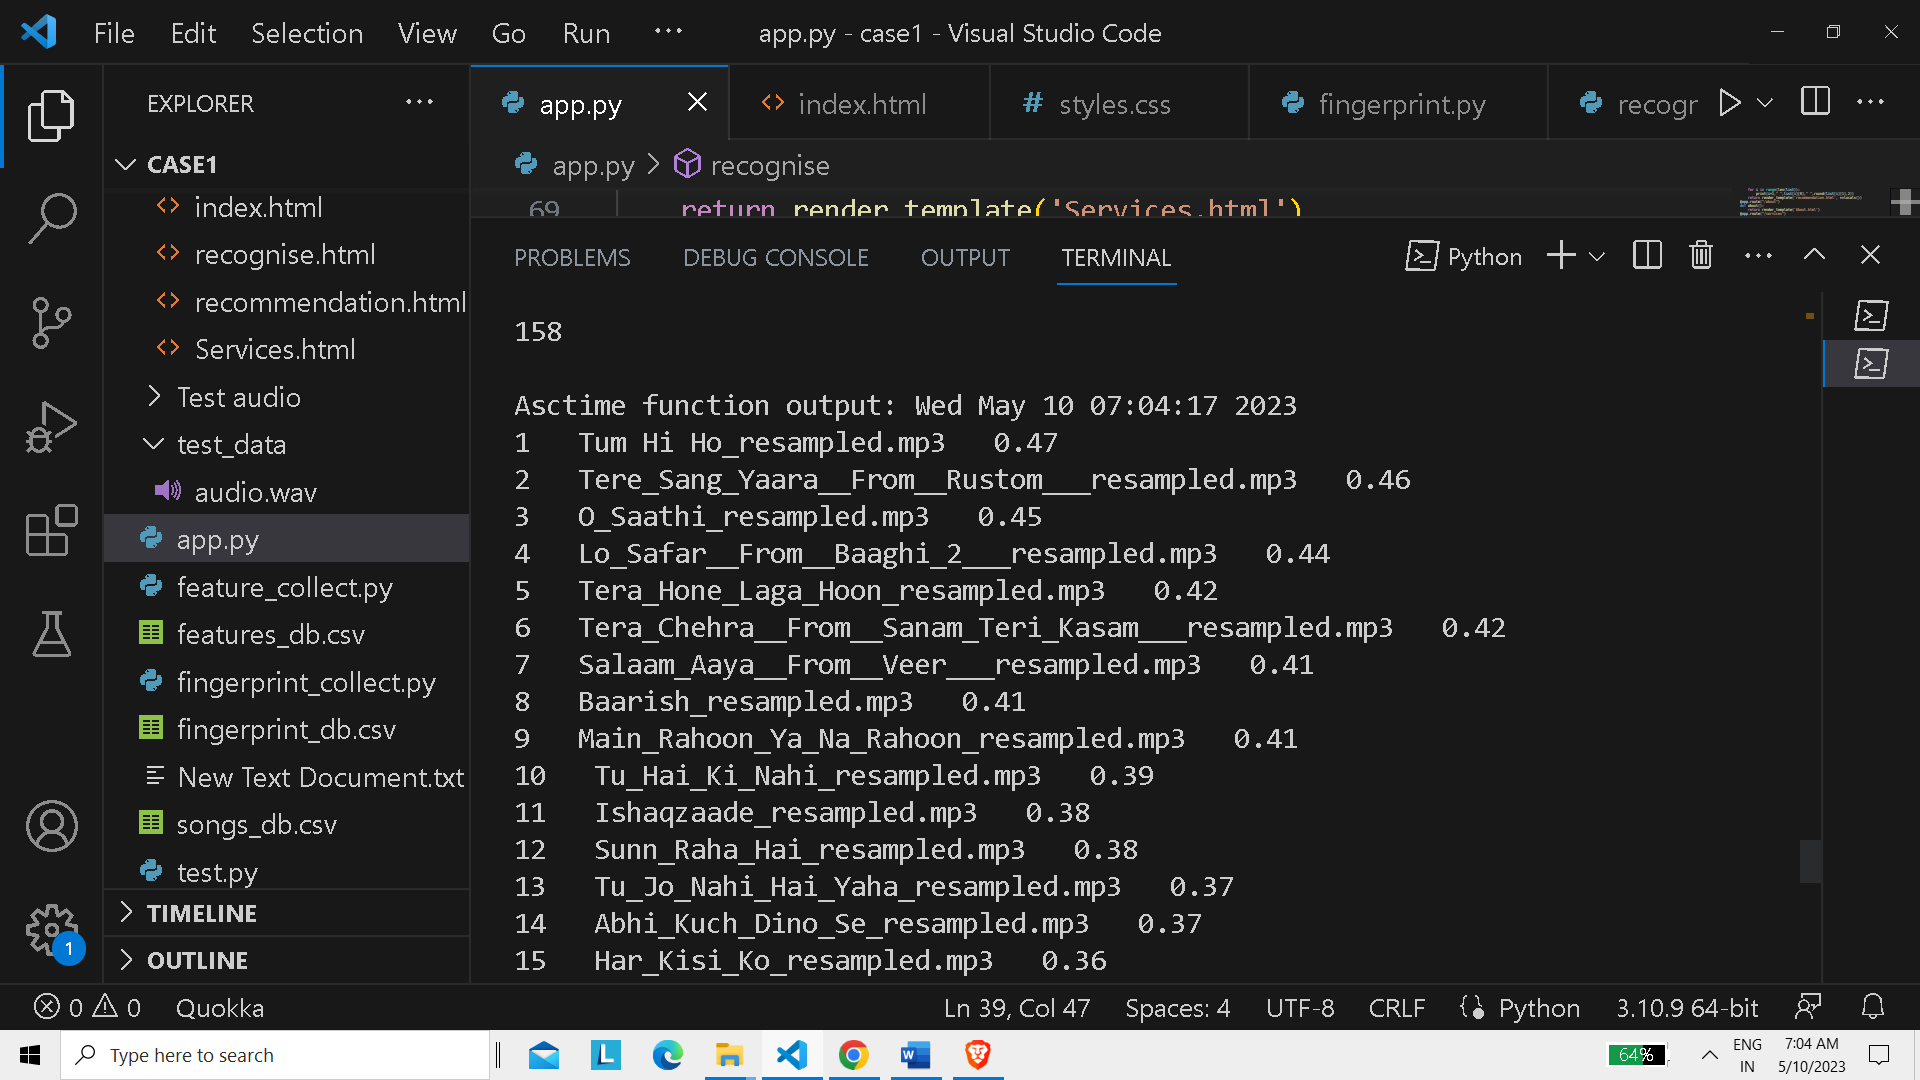 File Edit Selection View Go Run ··· app.py - case1 - Visual Studio Code
EXPLORER ···
CASE1
index.html
recognise.html
recommendation.html
Services.html
Test audio
test_data
audio.wav
app.py
feature_collect.py
features_db.csv
fingerprint_collect.py
fingerprint_db.csv
New Text Document.txt
songs_db.csv
test.py
TIMELINE
OUTLINE
app.py index.html # styles.css fingerprint.py recogr
app.py > recognise
69 return render_template('Services.html')
PROBLEMS DEBUG CONSOLE OUTPUT TERMINAL Python
158
Asctime function output: Wed May 10 07:04:17 2023
1 Tum Hi Ho_resampled.mp3 0.47
2 Tere_Sang_Yaara__From__Rustom___resampled.mp3 0.46
3 O_Saathi_resampled.mp3 0.45
4 Lo_Safar__From__Baaghi_2___resampled.mp3 0.44
5 Tera_Hone_Laga_Hoon_resampled.mp3 0.42
6 Tera_Chehra__From__Sanam_Teri_Kasam___resampled.mp3 0.42
7 Salaam_Aaya__From__Veer___resampled.mp3 0.41
8 Baarish_resampled.mp3 0.41
9 Main_Rahoon_Ya_Na_Rahoon_resampled.mp3 0.41
10 Tu_Hai_Ki_Nahi_resampled.mp3 0.39
11 Ishaqzaade_resampled.mp3 0.38
12 Sunn_Raha_Hai_resampled.mp3 0.38
13 Tu_Jo_Nahi_Hai_Yaha_resampled.mp3 0.37
14 Abhi_Kuch_Dino_Se_resampled.mp3 0.37
15 Har_Kisi_Ko_resampled.mp3 0.36
1
0 0 Quokka Ln 39, Col 47 Spaces: 4 UTF-8 CRLF Python 3.10.9 64-bit
Type here to search
L
64%
ENG
IN
7:04 AM
5/10/2023